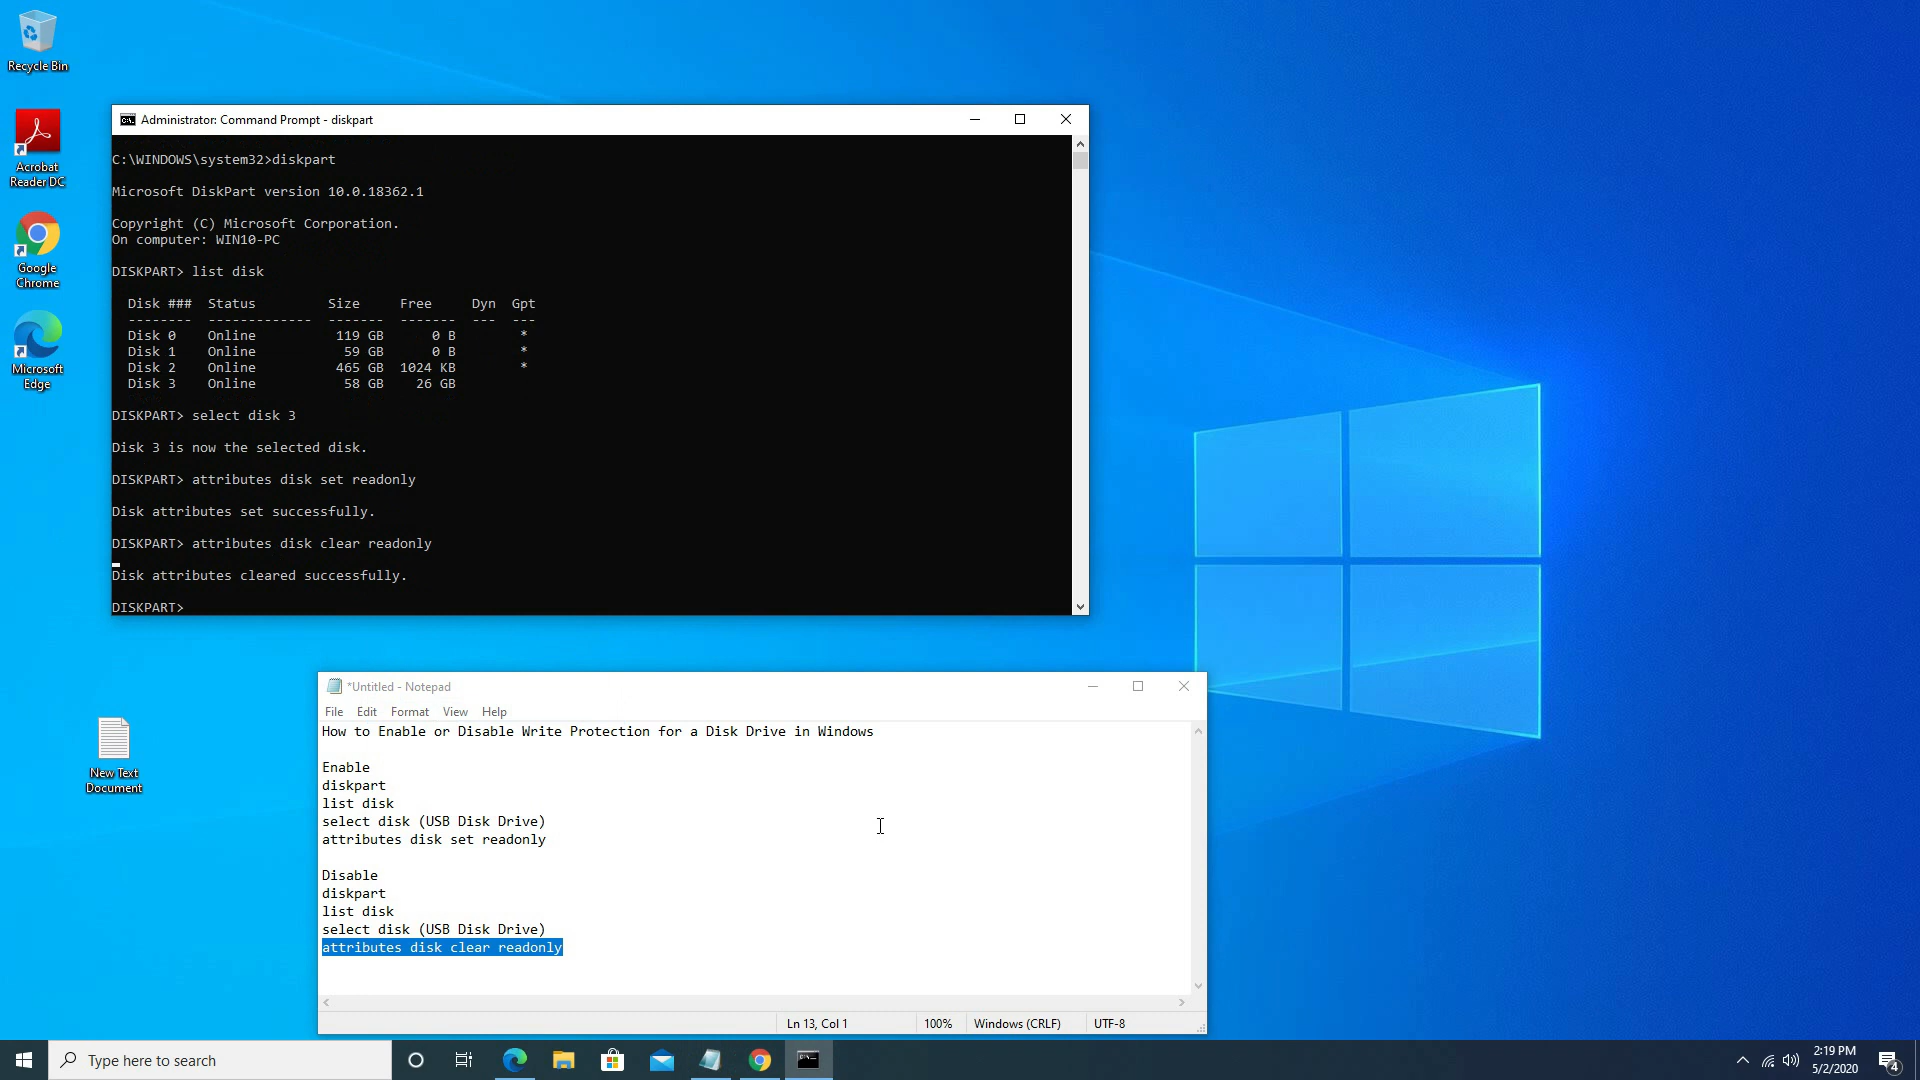 Recycle Bin
Acrobat
Reader DC
Google
Chrome
Microsoft
Edge
New Text
Document
Administrator: Command Prompt - diskpart
C:\WINDOWS\system32>diskpart
Microsoft DiskPart version 10.0.18362.1
Copyright (C) Microsoft Corporation.
On computer: WIN10-PC
DISKPART> list disk
  Disk ###  Status         Size     Free     Dyn  Gpt
  --------  -------------  -------  -------  ---  ---
  Disk 0    Online          119 GB      0 B        *
  Disk 1    Online           59 GB      0 B        *
  Disk 2    Online          465 GB  1024 KB        *
  Disk 3    Online           58 GB    26 GB
DISKPART> select disk 3
Disk 3 is now the selected disk.
DISKPART> attributes disk set readonly
Disk attributes set successfully.
DISKPART> attributes disk clear readonly
Disk attributes cleared successfully.
DISKPART>
*Untitled - Notepad
File Edit Format View Help
How to Enable or Disable Write Protection for a Disk Drive in Windows
Enable
diskpart
list disk
select disk (USB Disk Drive)
attributes disk set readonly
Disable
diskpart
list disk
select disk (USB Disk Drive)
attributes disk clear readonly
Ln 13, Col 1 100% Windows (CRLF) UTF-8
Type here to search
2:19 PM
5/2/2020
4